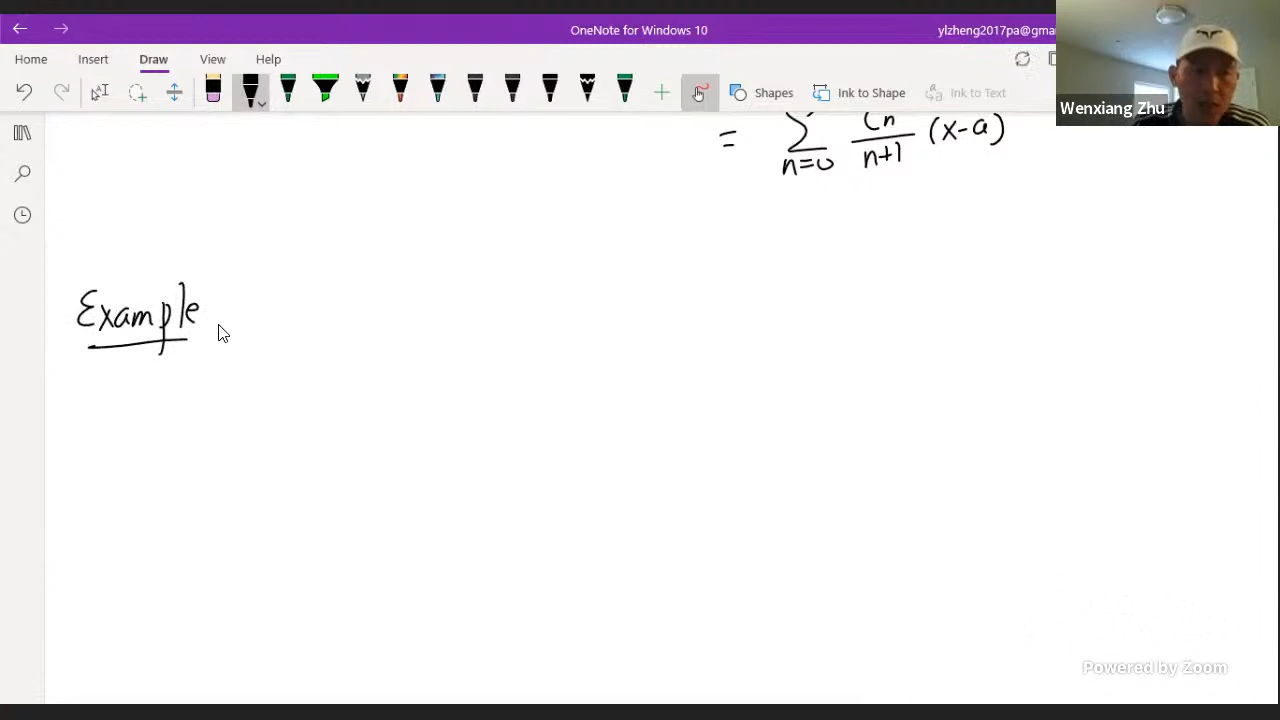 OneNote for Windows 10
ylzheng2017pa@gma
Home Insert Draw View Help
Shapes Ink to Shape Ink to Text
Wenxiang Zhu
= ∑ n=0 Cn/n+1 (x-a)
Example
Powered by Zoom